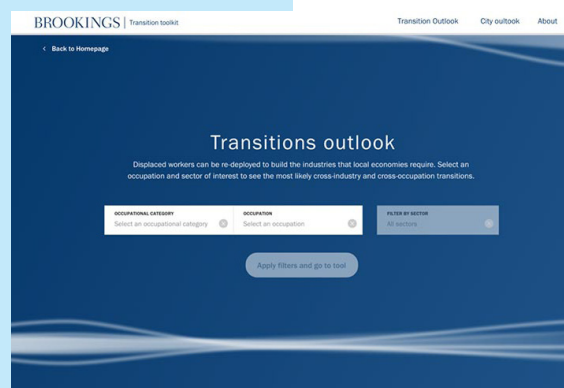 BROOKINGS Transition toolkit
Transition Outlook City oultook About
Back to Homepage
Transitions outlook
Displaced workers can be re-deployed to build the industries that local economies require. Select an
occupation and sector of interest to see the most likely cross-industry and cross-occupation transitions.
OCCUPATIONAL CATEGORY OCCUPATION FILTER BY SECTOR
Select an occupational category Select an occupation All sectors
Apply filters and go to tool